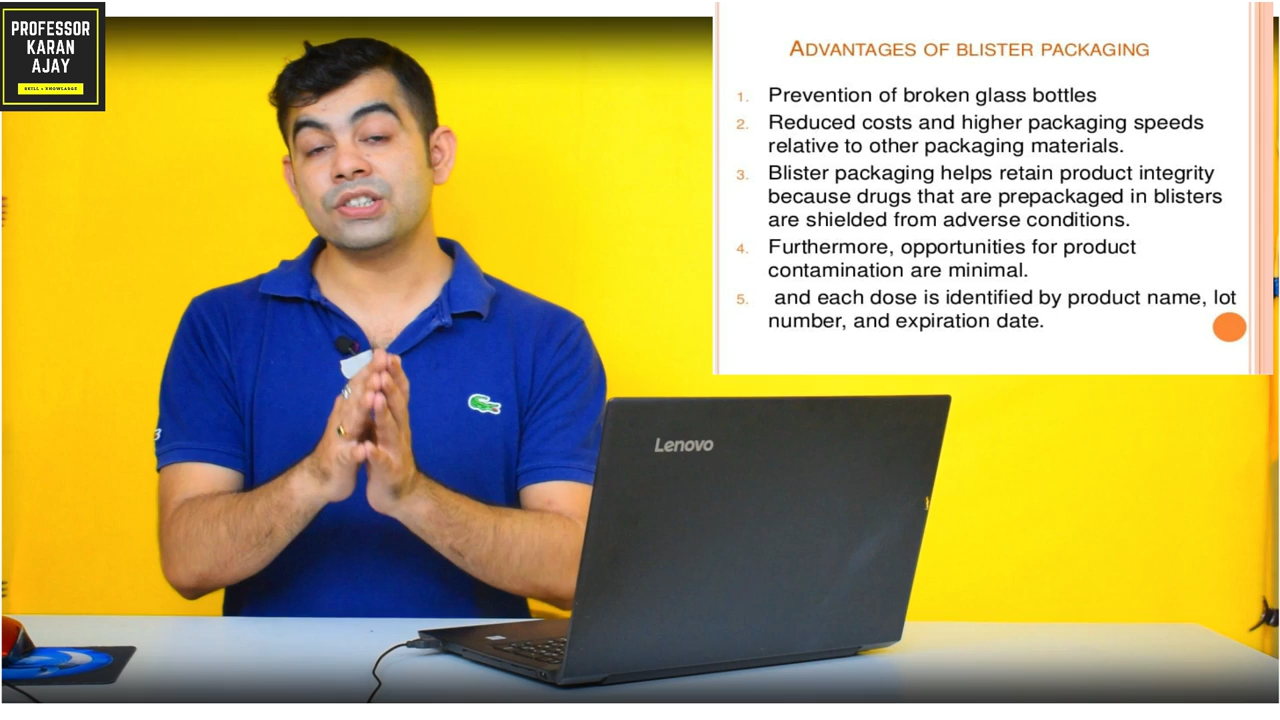 PROFESSOR
KARAN
AJAY
SKILL + KNOWLADGE
ADVANTAGES OF BLISTER PACKAGING
1. Prevention of broken glass bottles
2. Reduced costs and higher packaging speeds
relative to other packaging materials.
3. Blister packaging helps retain product integrity
because drugs that are prepackaged in blisters
are shielded from adverse conditions.
4. Furthermore, opportunities for product
contamination are minimal.
5. and each dose is identified by product name, lot
number, and expiration date.
3
Lenovo